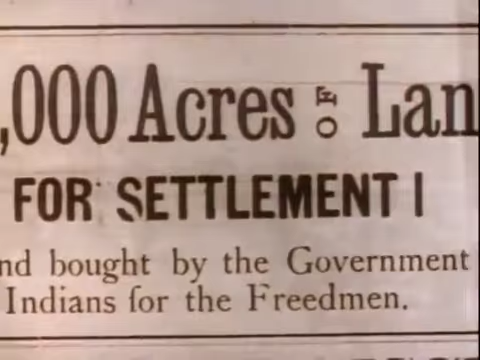 ,000 Acres OF Lan
FOR SETTLEMENT!
nd bought by the Government
Indians for the Freedmen.